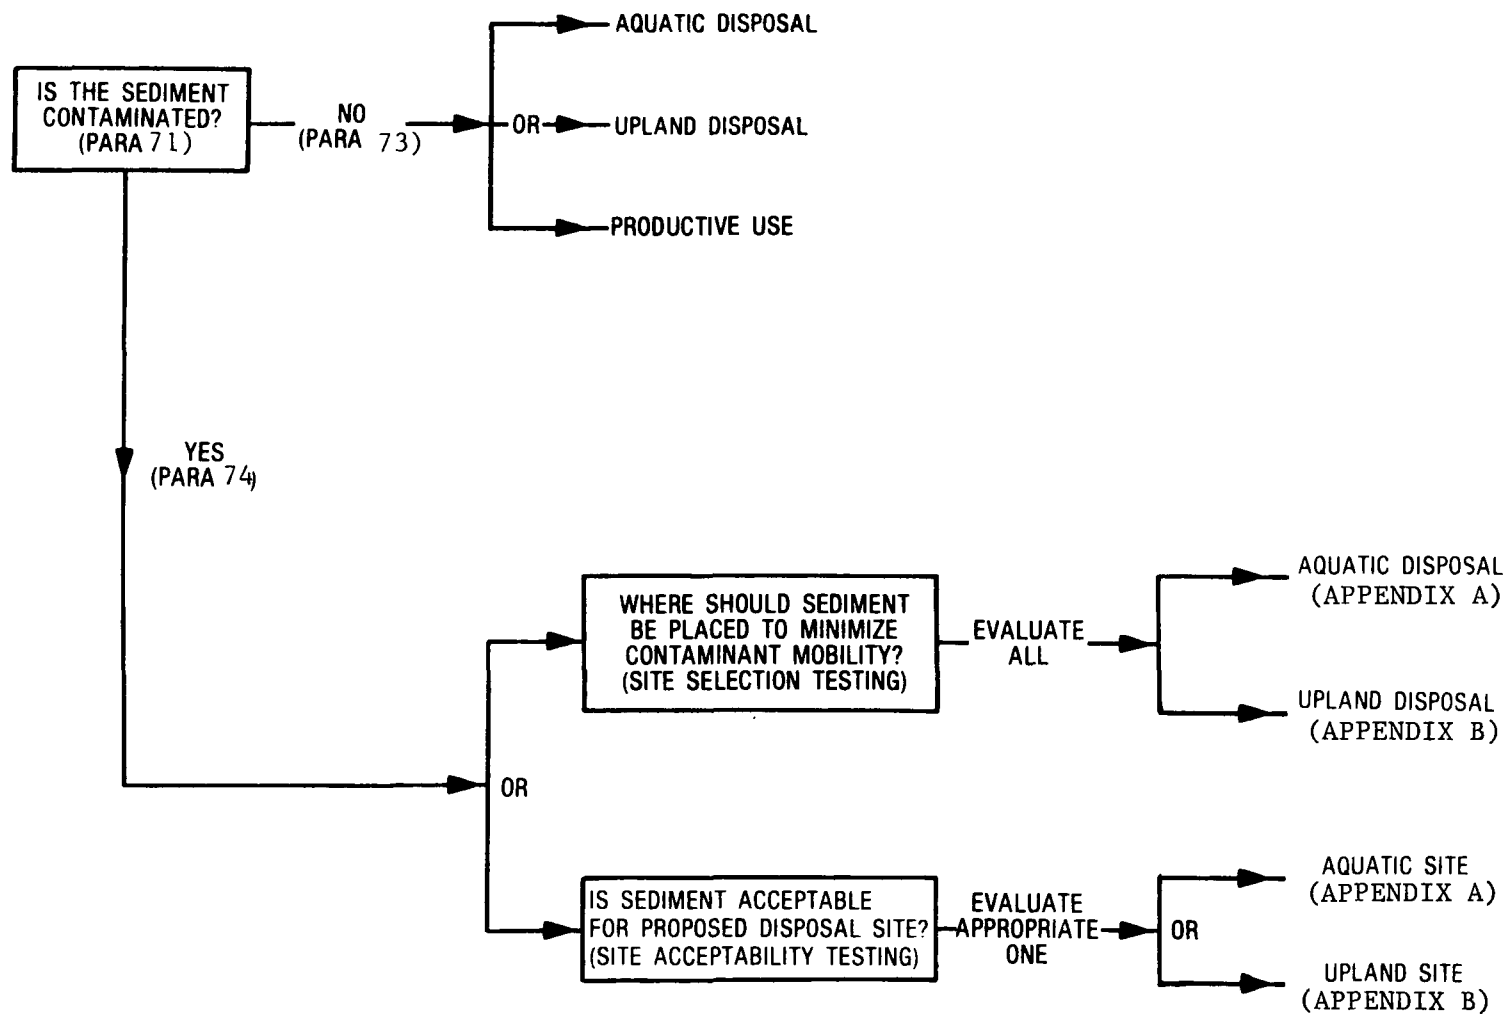 IS THE SEDIMENT
CONTAMINATED?
(PARA 71)
NO
(PARA 73)
AQUATIC DISPOSAL
OR
UPLAND DISPOSAL
PRODUCTIVE USE
YES
(PARA 74)
OR
WHERE SHOULD SEDIMENT
BE PLACED TO MINIMIZE
CONTAMINANT MOBILITY?
(SITE SELECTION TESTING)
EVALUATE
ALL
AQUATIC DISPOSAL
(APPENDIX A)
UPLAND DISPOSAL
(APPENDIX B)
IS SEDIMENT ACCEPTABLE
FOR PROPOSED DISPOSAL SITE?
(SITE ACCEPTABILITY TESTING)
EVALUATE
APPROPRIATE
ONE
AQUATIC SITE
(APPENDIX A)
OR
UPLAND SITE
(APPENDIX B)